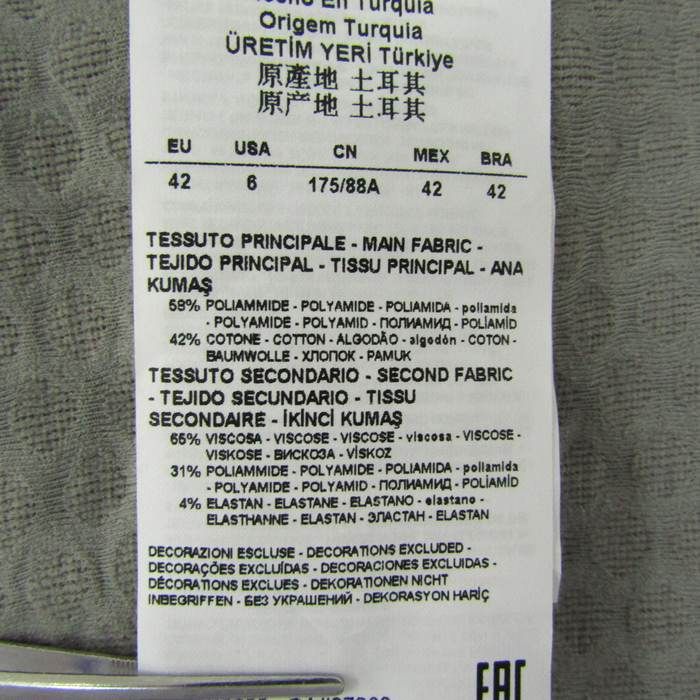 En Turquia
Origem Turquia
ÜRETİM YERİ Türkiye
原產地 土耳其
原产地 土耳其
EU USA CN MEX BRA
42 6 175/88A 42 42
TESSUTO PRINCIPALE - MAIN FABRIC -
TEJIDO PRINCIPAL - TISSU PRINCIPAL - ANA
KUMAŞ
58% POLIAMMIDE - POLYAMIDE - POLIAMIDA - poliamida
- POLYAMIDE - POLYAMID - ПОЛИАМИД - POLİAMİD
42% COTONE - COTTON - ALGODÃO - algodón - COTON -
BAUMWOLLE - ХЛОПОК - PAMUK
TESSUTO SECONDARIO - SECOND FABRIC
- TEJIDO SECUNDARIO - TISSU
SECONDAIRE - İKİNCİ KUMAŞ
65% VISCOSA - VISCOSE - VISCOSE - viscosa - VISCOSE -
VISKOSE - ВИСКОЗА - VİSKOZ
31% POLIAMMIDE - POLYAMIDE - POLIAMIDA - poliamida
- POLYAMIDE - POLYAMID - ПОЛИАМИД - POLİAMİD
4% ELASTAN - ELASTANE - ELASTANO - elastano -
ELASTHANNE - ELASTAN - ЭЛАСТАН - ELASTAN
DECORAZIONI ESCLUSE - DECORATIONS EXCLUDED -
DECORAÇÕES EXCLUÍDAS - DECORACIONES EXCLUIDAS -
DÉCORATIONS EXCLUES - DEKORATIONEN NICHT
INBEGRIFFEN - БЕЗ УКРАШЕНИЙ - DEKORASYON HARİÇ
EAC